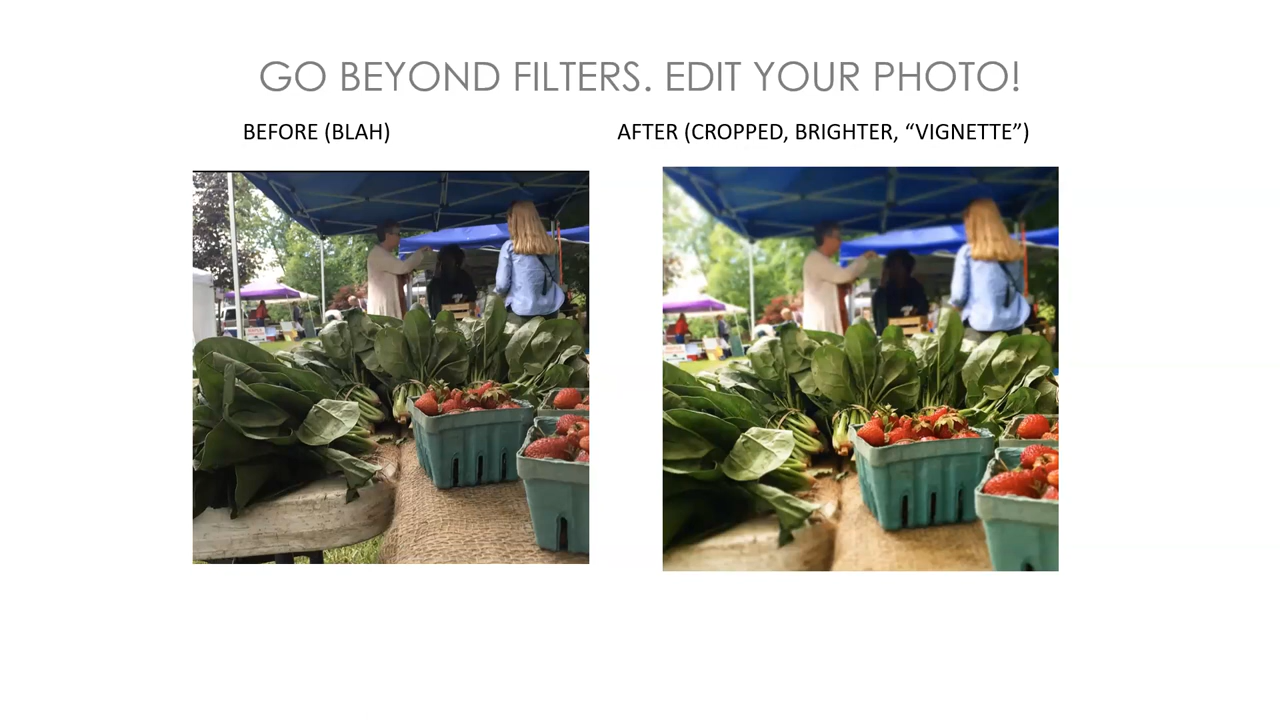 GO BEYOND FILTERS. EDIT YOUR PHOTO!
BEFORE (BLAH)
AFTER (CROPPED, BRIGHTER, “VIGNETTE”)